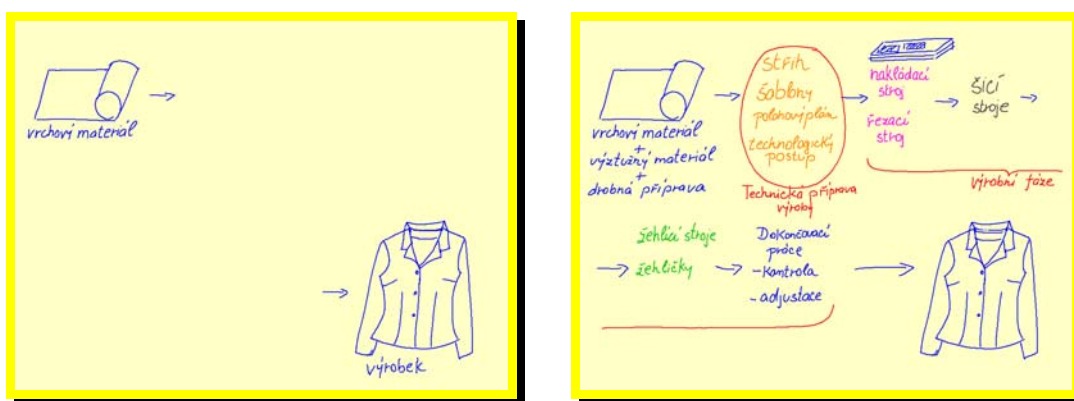 vrchový materiál
výrobek
vrchový materiál
+
výztužný materiál
+
drobná příprava
střih
šablony
polohový plán
technologický
postup
Technická příprava
výroby
nakládací
stroj
řezací
stroj
šicí
stroje
výrobní fáze
žehlicí stroje
žehličky
Dokončovací
práce
- kontrola
- adjustace